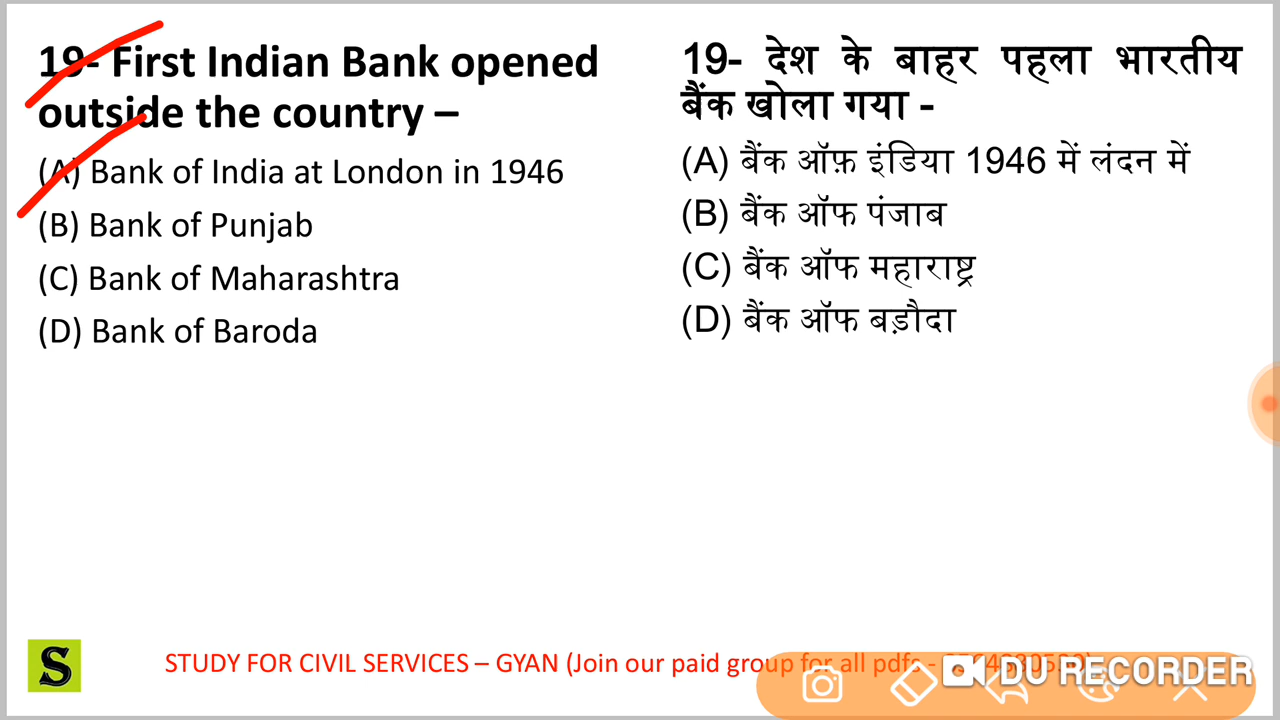 19- First Indian Bank opened
outside the country –
(A) Bank of India at London in 1946
(B) Bank of Punjab
(C) Bank of Maharashtra
(D) Bank of Baroda
19- देश के बाहर पहला भारतीय
बैंक खोला गया -
(A) बैंक ऑफ़ इंडिया 1946 में लंदन में
(B) बैंक ऑफ पंजाब
(C) बैंक ऑफ महाराष्ट्र
(D) बैंक ऑफ बड़ौदा
S
STUDY FOR CIVIL SERVICES – GYAN (Join our paid group for all pdfs -
DU RECORDER